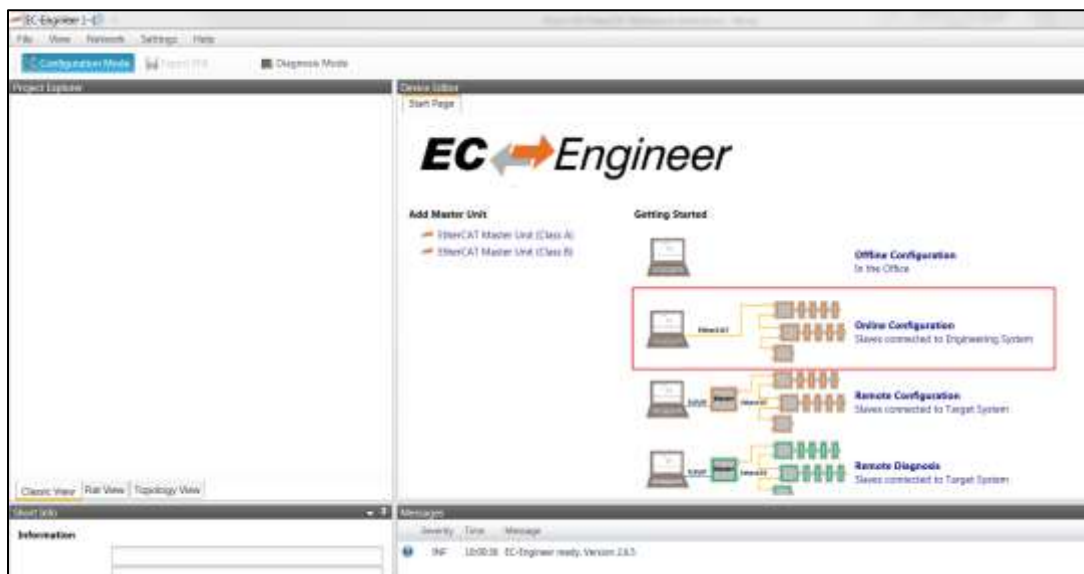 EC-Engineer
File View Network Settings Help
Configuration Mode Export ENI Diagnosis Mode
Project Explorer
Device Editor
Start Page
EC Engineer
Add Master Unit
EtherCAT Master Unit (Class A)
EtherCAT Master Unit (Class B)
Getting Started
Offline Configuration
In the Office
EtherCAT
Online Configuration
Slaves connected to Engineering System
Remote Configuration
Slaves connected to Target System
Remote Diagnosis
Slaves connected to Target System
Classic View Flat View Topology View
Short Info
Information
Messages
Severity Time Message
INF EC-Engineer ready. Version 2.6.5